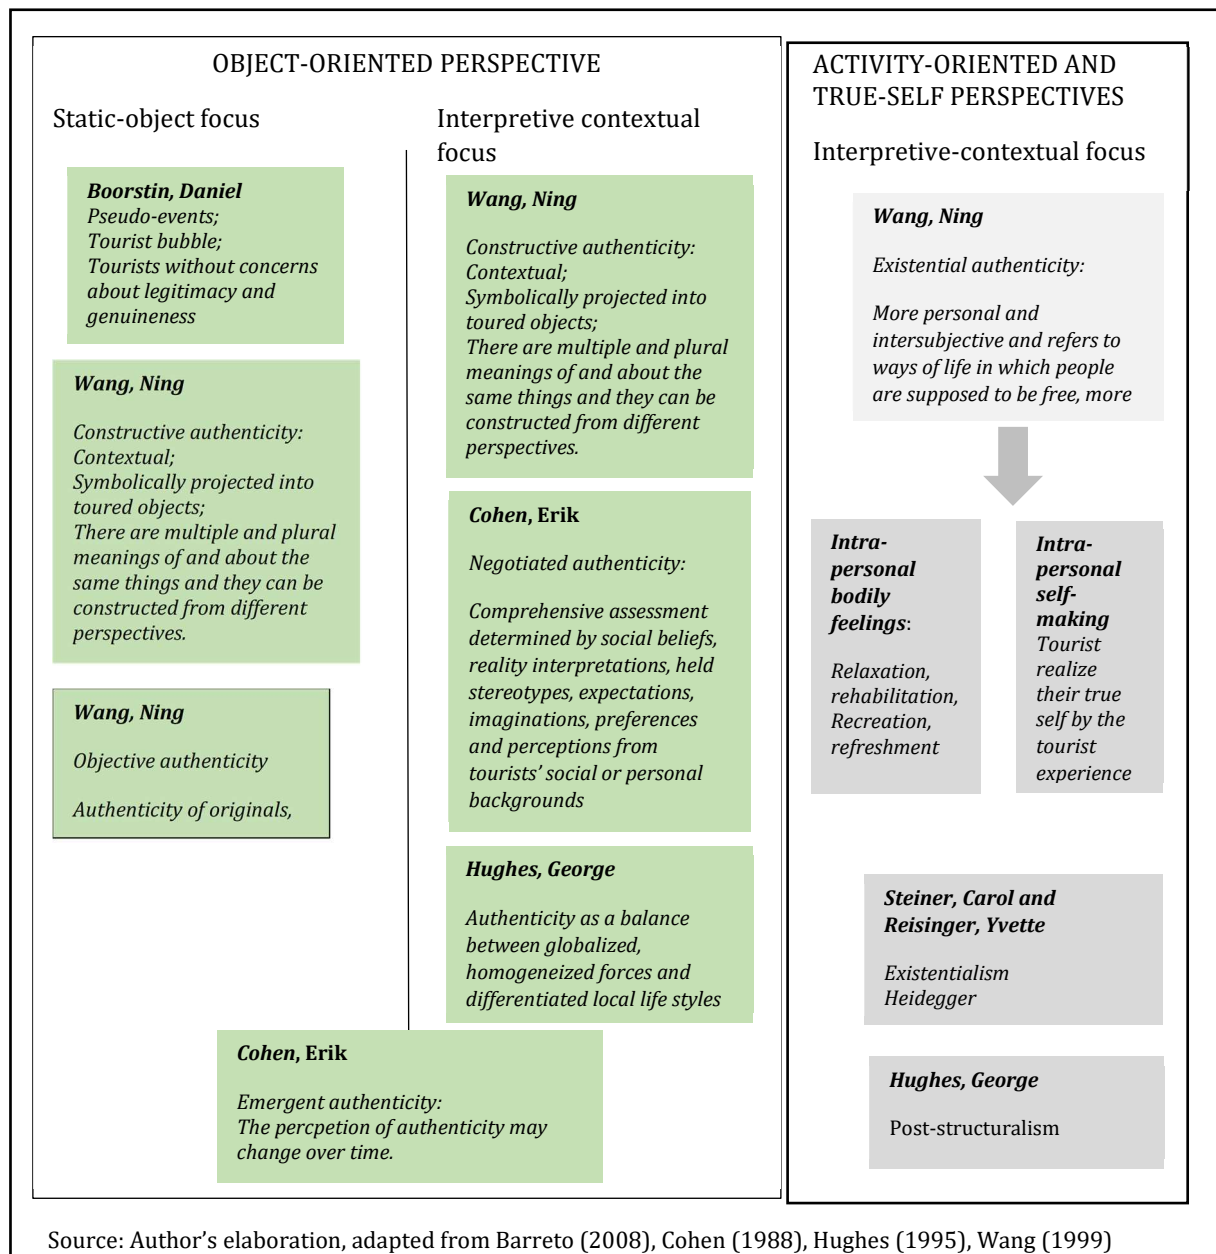 OBJECT-ORIENTED PERSPECTIVE
Static-object focus
Boorstin, Daniel
Pseudo-events;
Tourist bubble;
Tourists without concerns
about legitimacy and
genuineness
Wang, Ning
Constructive authenticity:
Contextual;
Symbolically projected into
toured objects;
There are multiple and plural
meanings of and about the
same things and they can be
constructed from different
perspectives.
Wang, Ning
Objective authenticity
Authenticity of originals,
Interpretive contextual
focus
Wang, Ning
Constructive authenticity:
Contextual;
Symbolically projected into
toured objects;
There are multiple and plural
meanings of and about the
same things and they can be
constructed from different
perspectives.
Cohen, Erik
Negotiated authenticity:
Comprehensive assessment
determined by social beliefs,
reality interpretations, held
stereotypes, expectations,
imaginations, preferences
and perceptions from
tourists’ social or personal
backgrounds
Hughes, George
Authenticity as a balance
between globalized,
homogeneized forces and
differentiated local life styles
Cohen, Erik
Emergent authenticity:
The percpetion of authenticity may
change over time.
ACTIVITY-ORIENTED AND
TRUE-SELF PERSPECTIVES
Interpretive-contextual focus
Wang, Ning
Existential authenticity:
More personal and
intersubjective and refers to
ways of life in which people
are supposed to be free, more
Intra-
personal
bodily
feelings:
Relaxation,
rehabilitation,
Recreation,
refreshment
Intra-
personal
self-
making
Tourist
realize
their true
self by the
tourist
experience
Steiner, Carol and
Reisinger, Yvette
Existentialism
Heidegger
Hughes, George
Post-structuralism
Source: Author’s elaboration, adapted from Barreto (2008), Cohen (1988), Hughes (1995), Wang (1999)